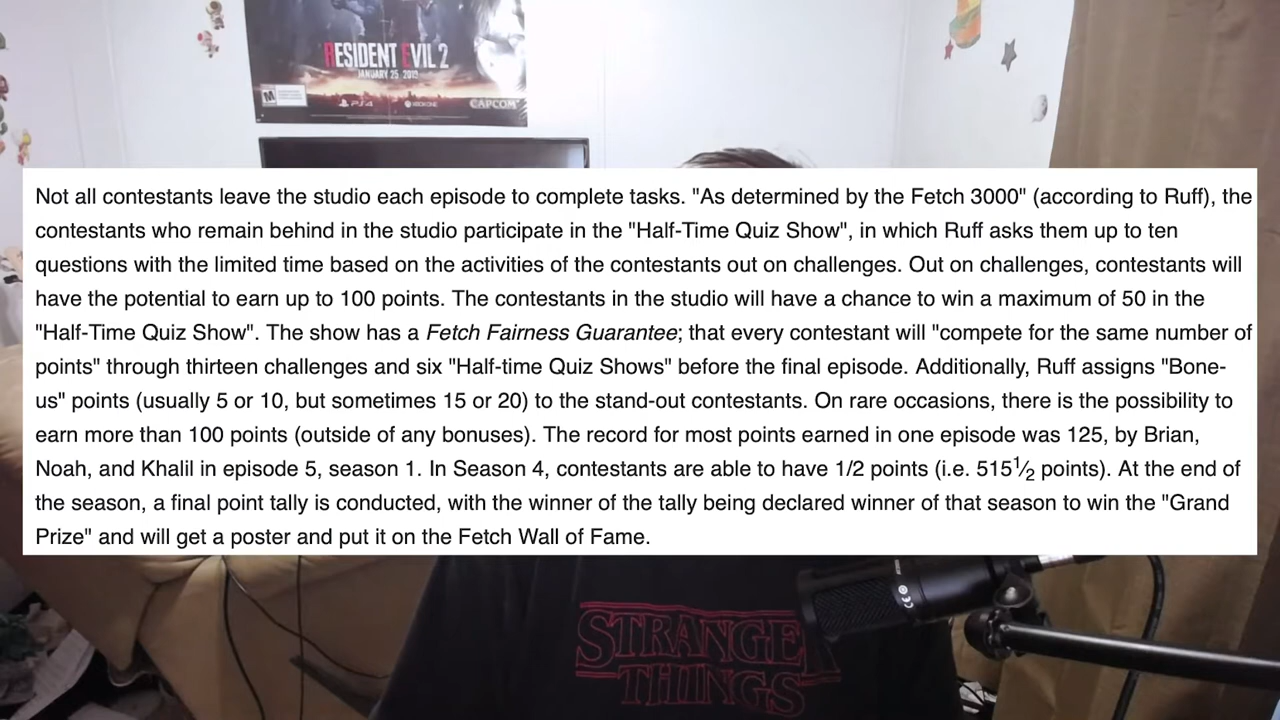 RESIDENT EVIL 2
JANUARY 25 2019
M
PS4 XBOX ONE CAPCOM
Not all contestants leave the studio each episode to complete tasks. "As determined by the Fetch 3000" (according to Ruff), the
contestants who remain behind in the studio participate in the "Half-Time Quiz Show", in which Ruff asks them up to ten
questions with the limited time based on the activities of the contestants out on challenges. Out on challenges, contestants will
have the potential to earn up to 100 points. The contestants in the studio will have a chance to win a maximum of 50 in the
"Half-Time Quiz Show". The show has a Fetch Fairness Guarantee; that every contestant will "compete for the same number of
points" through thirteen challenges and six "Half-time Quiz Shows" before the final episode. Additionally, Ruff assigns "Bone-
us" points (usually 5 or 10, but sometimes 15 or 20) to the stand-out contestants. On rare occasions, there is the possibility to
earn more than 100 points (outside of any bonuses). The record for most points earned in one episode was 125, by Brian,
Noah, and Khalil in episode 5, season 1. In Season 4, contestants are able to have 1/2 points (i.e. 515½ points). At the end of
the season, a final point tally is conducted, with the winner of the tally being declared winner of that season to win the "Grand
Prize" and will get a poster and put it on the Fetch Wall of Fame.
CE
STRANGER
THINGS